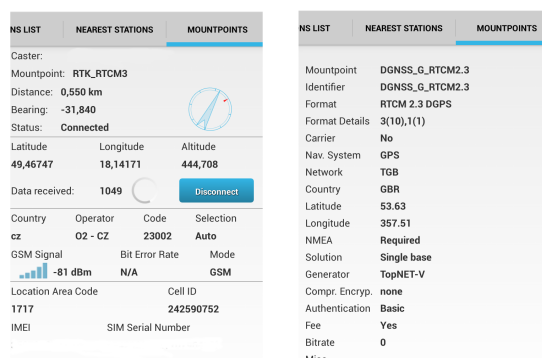 NS LIST NEAREST STATIONS MOUNTPOINTS
Caster:
Mountpoint: RTK_RTCM3
Distance: 0,550 km
Bearing: -31,840
Status: Connected
Latitude Longitude Altitude
49,46747 18,14171 444,708
Data received: 1049 Disconnect
Country Operator Code Selection
cz O2 - CZ 23002 Auto
GSM Signal Bit Error Rate Mode
-81 dBm N/A GSM
Location Area Code Cell ID
1717 242590752
IMEI SIM Serial Number
NS LIST NEAREST STATIONS MOUNTPOINTS
Mountpoint DGNSS_G_RTCM2.3
Identifier DGNSS_G_RTCM2.3
Format RTCM 2.3 DGPS
Format Details 3(10),1(1)
Carrier No
Nav. System GPS
Network TGB
Country GBR
Latitude 53.63
Longitude 357.51
NMEA Required
Solution Single base
Generator TopNET-V
Compr. Encryp. none
Authentication Basic
Fee Yes
Bitrate 0